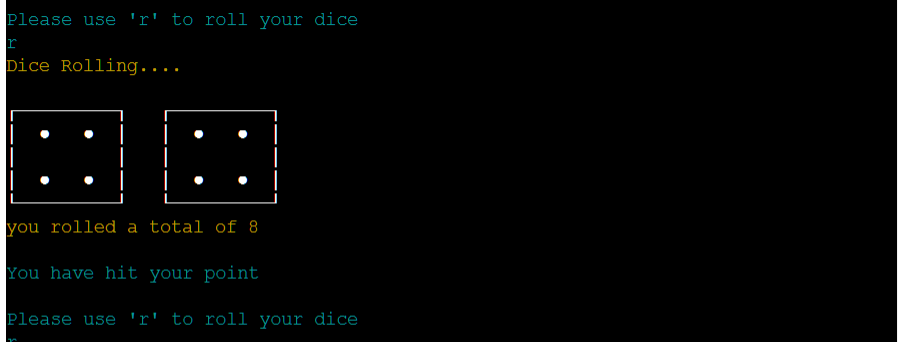 Please use 'r' to roll your dice
r
Dice Rolling....
you rolled a total of 8
You have hit your point
Please use 'r' to roll your dice
r